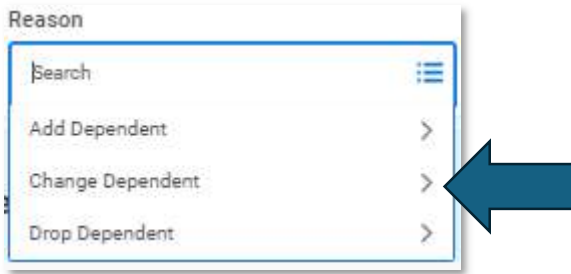 Reason
Search
Add Dependent
Change Dependent
Drop Dependent